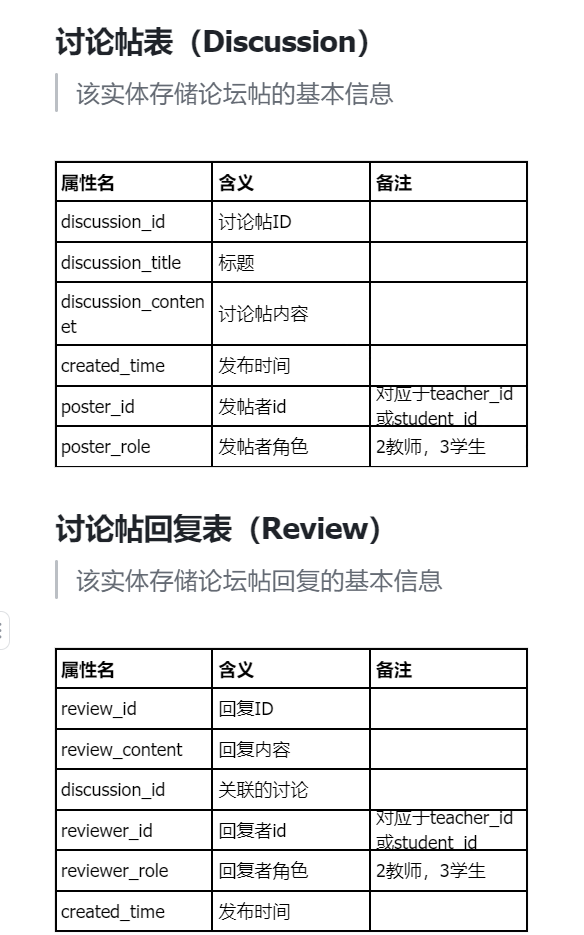 讨论帖表（Discussion）
该实体存储论坛帖的基本信息
属性名 含义 备注
discussion_id 讨论帖ID
discussion_title 标题
discussion_conten
et 讨论帖内容
created_time 发布时间
poster_id 发帖者id 对应于teacher_id
或student_id
poster_role 发帖者角色 2教师，3学生
讨论帖回复表（Review）
该实体存储论坛帖回复的基本信息
属性名 含义 备注
review_id 回复ID
review_content 回复内容
discussion_id 关联的讨论
reviewer_id 回复者id 对应于teacher_id
或student_id
reviewer_role 回复者角色 2教师，3学生
created_time 发布时间